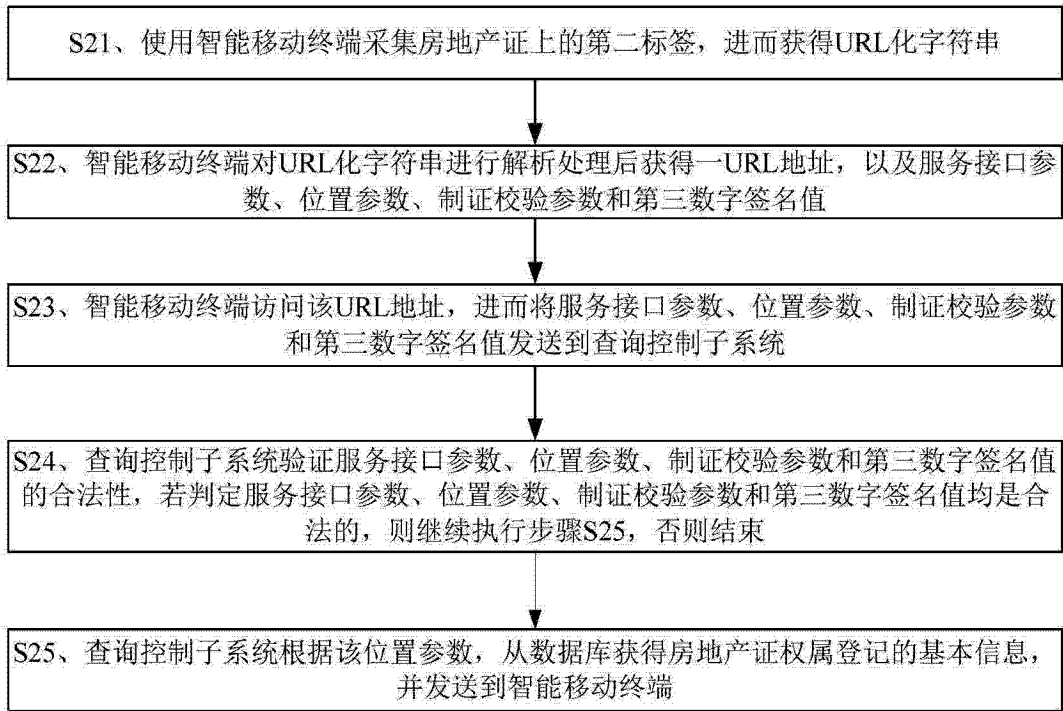 S21、使用智能移动终端采集房地产证上的第二标签，进而获得URL化字符串
S22、智能移动终端对URL化字符串进行解析处理后获得一URL地址，以及服务接口参
数、位置参数、制证校验参数和第三数字签名值
S23、智能移动终端访问该URL地址，进而将服务接口参数、位置参数、制证校验参数
和第三数字签名值发送到查询控制子系统
S24、查询控制子系统验证服务接口参数、位置参数、制证校验参数和第三数字签名值
的合法性，若判定服务接口参数、位置参数、制证校验参数和第三数字签名值均是合
法的，则继续执行步骤S25，否则结束
S25、查询控制子系统根据该位置参数，从数据库获得房地产证权属登记的基本信息，
并发送到智能移动终端